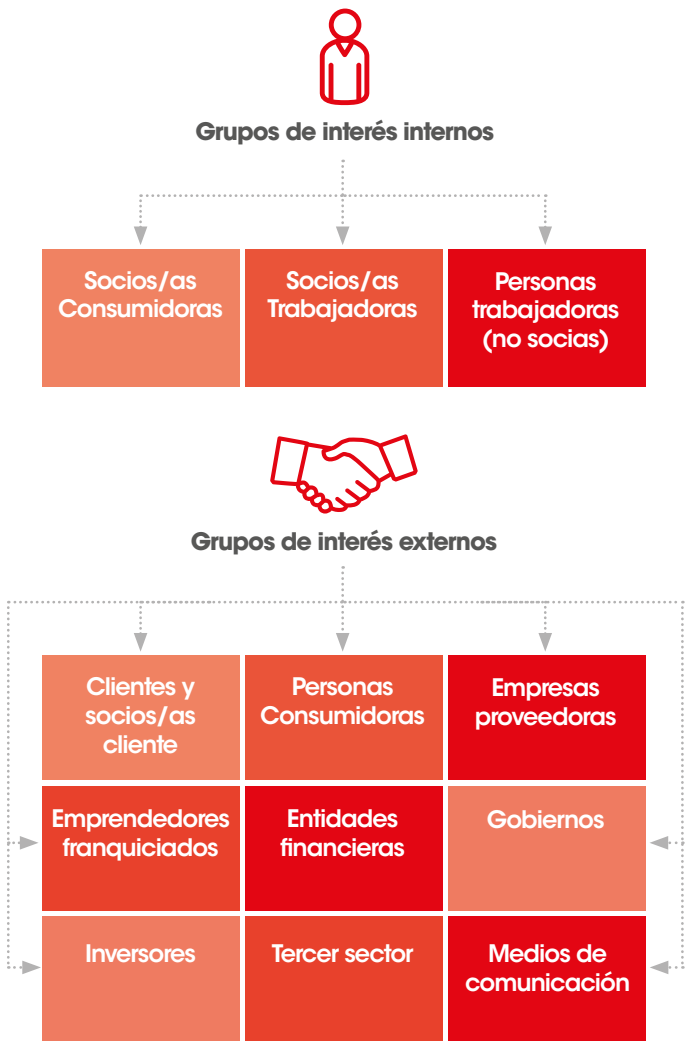 Grupos de interés internos
Socios/as
Consumidoras
Socios/as
Trabajadoras
Personas
trabajadoras
(no socias)
Grupos de interés externos
Clientes y
socios/as
cliente
Personas
Consumidoras
Empresas
proveedoras
Emprendedores
franquiciados
Entidades
financieras
Gobiernos
Inversores
Tercer sector
Medios de
comunicación